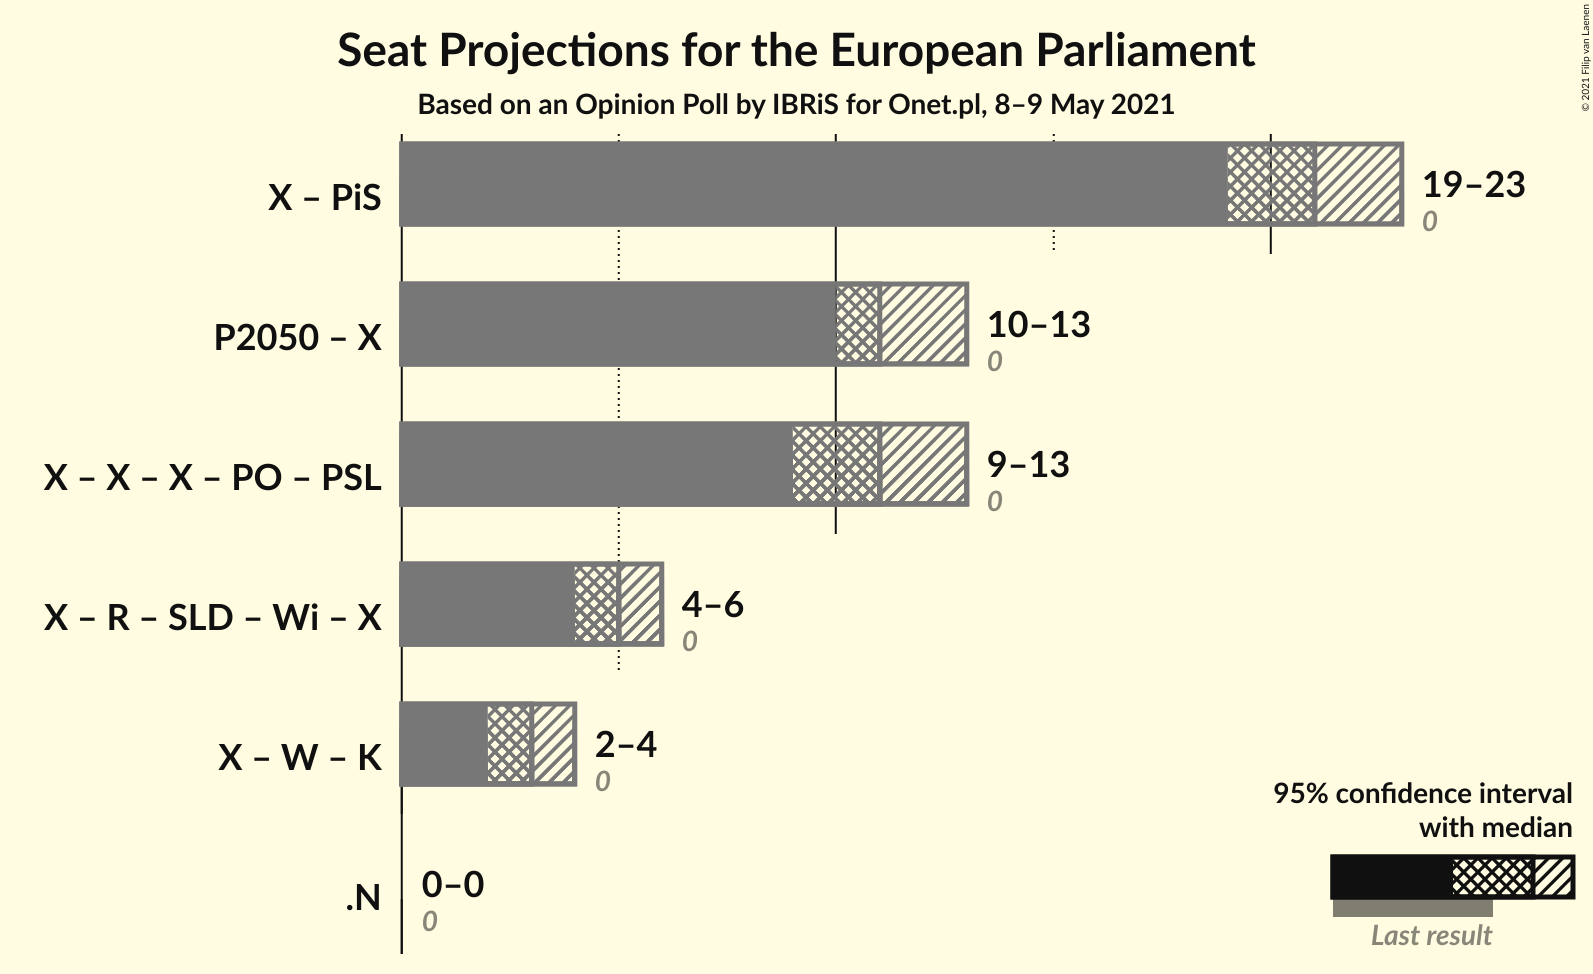 Seat Projections for the European Parliament
Based on an Opinion Poll by IBRiS for Onet.pl, 8–9 May 2021
© 2021 Filip van Laenen
X – PiS
19–23
0
P2050 – X
10–13
0
X – X – X – PO – PSL
9–13
0
X – R – SLD – Wi – X
4–6
0
X – W – K
2–4
0
.N
0–0
0
95% confidence interval
with median
Last result